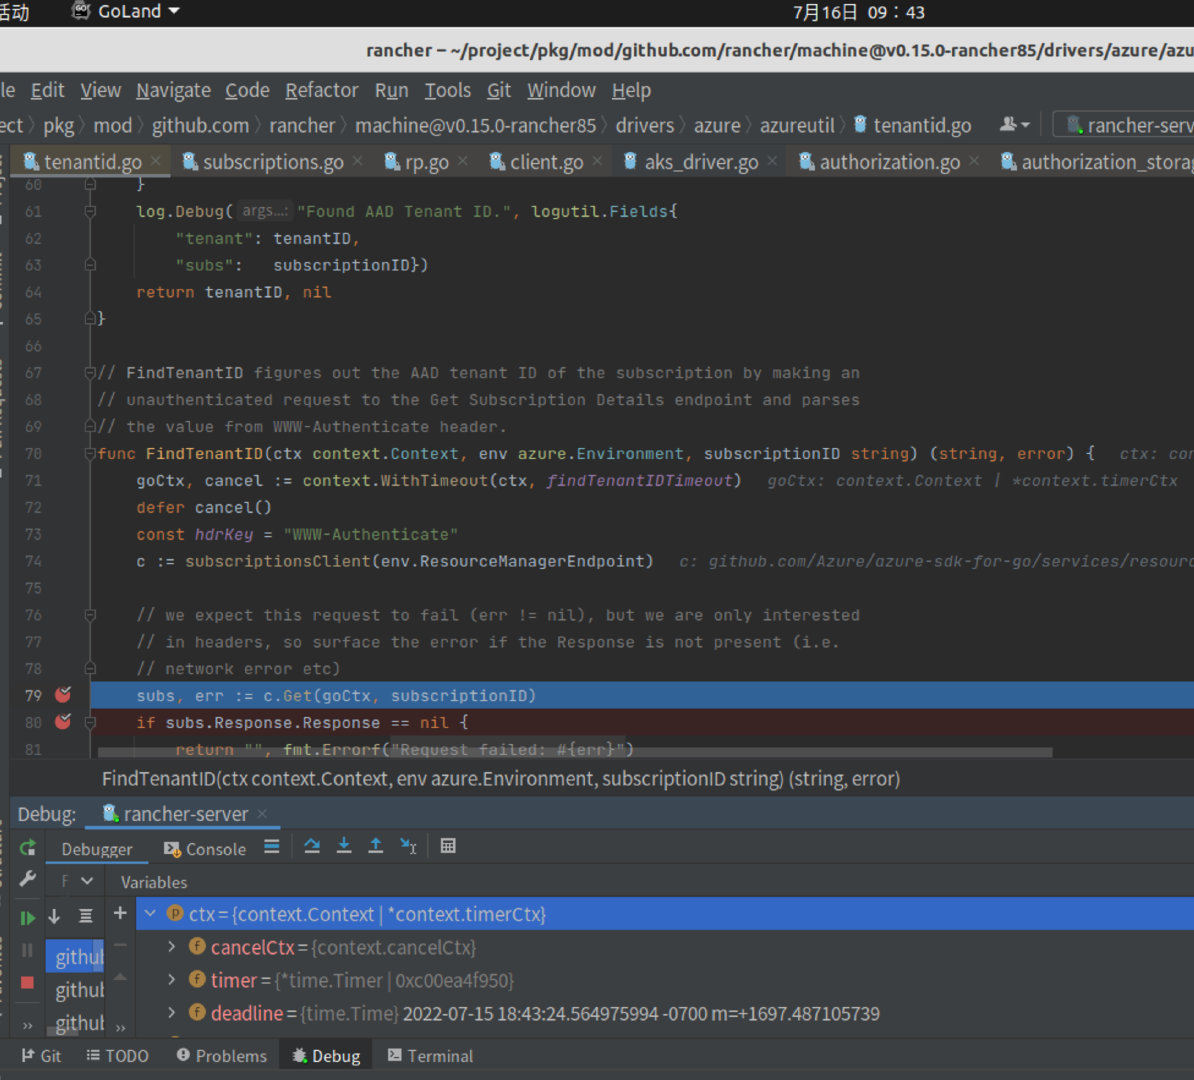 活动 GoLand 7月16日 09：43
rancher – ~/project/pkg/mod/github.com/rancher/machine@v0.15.0-rancher85/drivers/azure/azu
le Edit View Navigate Code Refactor Run Tools Git Window Help
ect pkg mod github.com rancher machine@v0.15.0-rancher85 drivers azure azureutil tenantid.go rancher-serv
tenantid.go subscriptions.go rp.go client.go aks_driver.go authorization.go authorization_storag
60 }
61 log.Debug( args...: "Found AAD Tenant ID.", logutil.Fields{
62 "tenant": tenantID,
63 "subs": subscriptionID})
64 return tenantID, nil
65 }
66
67 // FindTenantID figures out the AAD tenant ID of the subscription by making an
68 // unauthenticated request to the Get Subscription Details endpoint and parses
69 // the value from WWW-Authenticate header.
70 func FindTenantID(ctx context.Context, env azure.Environment, subscriptionID string) (string, error) { ctx: con
71 goCtx, cancel := context.WithTimeout(ctx, findTenantIDTimeout) goCtx: context.Context | *context.timerCtx
72 defer cancel()
73 const hdrKey = "WWW-Authenticate"
74 c := subscriptionsClient(env.ResourceManagerEndpoint) c: github.com/Azure/azure-sdk-for-go/services/resourc
75
76 // we expect this request to fail (err != nil), but we are only interested
77 // in headers, so surface the error if the Response is not present (i.e.
78 // network error etc)
79 subs, err := c.Get(goCtx, subscriptionID)
80 if subs.Response.Response == nil {
81 return "", fmt.Errorf("Request failed: #{err}")
FindTenantID(ctx context.Context, env azure.Environment, subscriptionID string) (string, error)
Debug: rancher-server
Debugger Console
F Variables
ctx = {context.Context | *context.timerCtx}
github cancelCtx = {context.cancelCtx}
github timer = {*time.Timer | 0xc00ea4f950}
github deadline = {time.Time} 2022-07-15 18:43:24.564975994 -0700 m=+1697.487105739
Git TODO Problems Debug Terminal